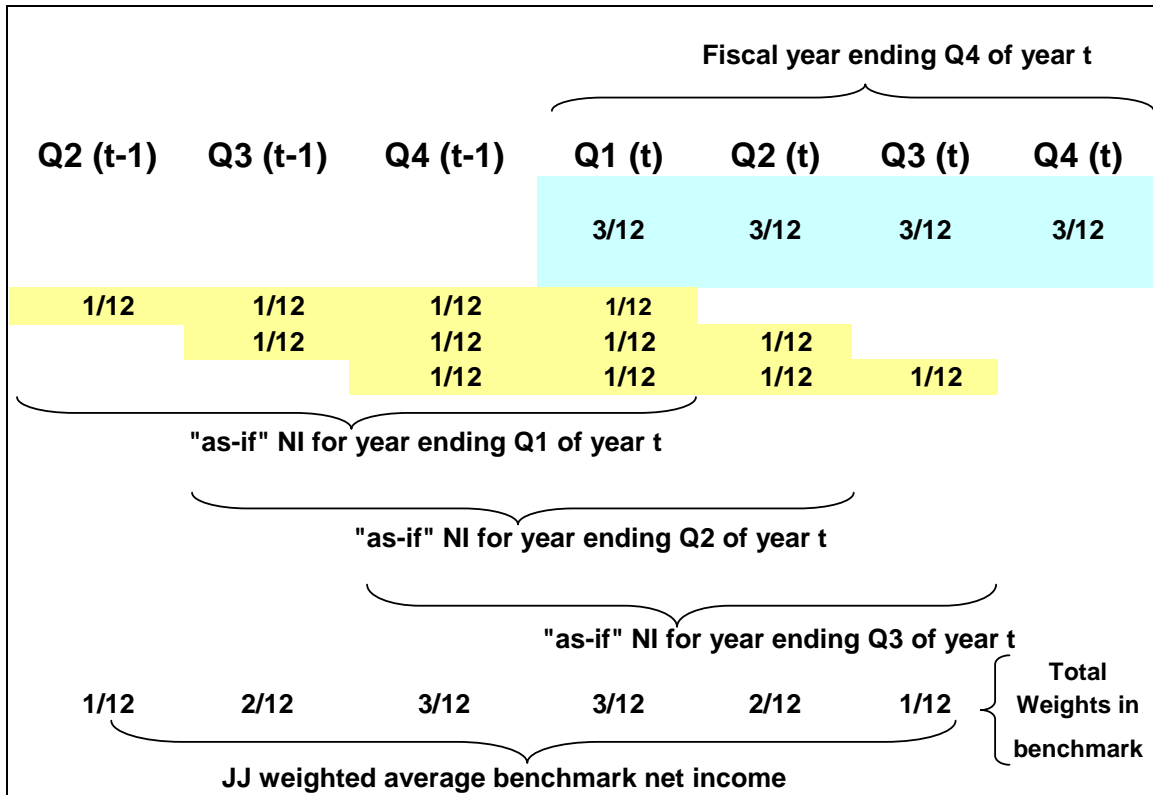 Fiscal year ending Q4 of year t
Q2 (t-1) Q3 (t-1) Q4 (t-1) Q1 (t) Q2 (t) Q3 (t) Q4 (t)
3/12 3/12 3/12 3/12
1/12 1/12 1/12 1/12
1/12 1/12 1/12 1/12
1/12 1/12 1/12 1/12
"as-if" NI for year ending Q1 of year t
"as-if" NI for year ending Q2 of year t
"as-if" NI for year ending Q3 of year t
1/12 2/12 3/12 3/12 2/12 1/12
Total
Weights in
benchmark
JJ weighted average benchmark net income